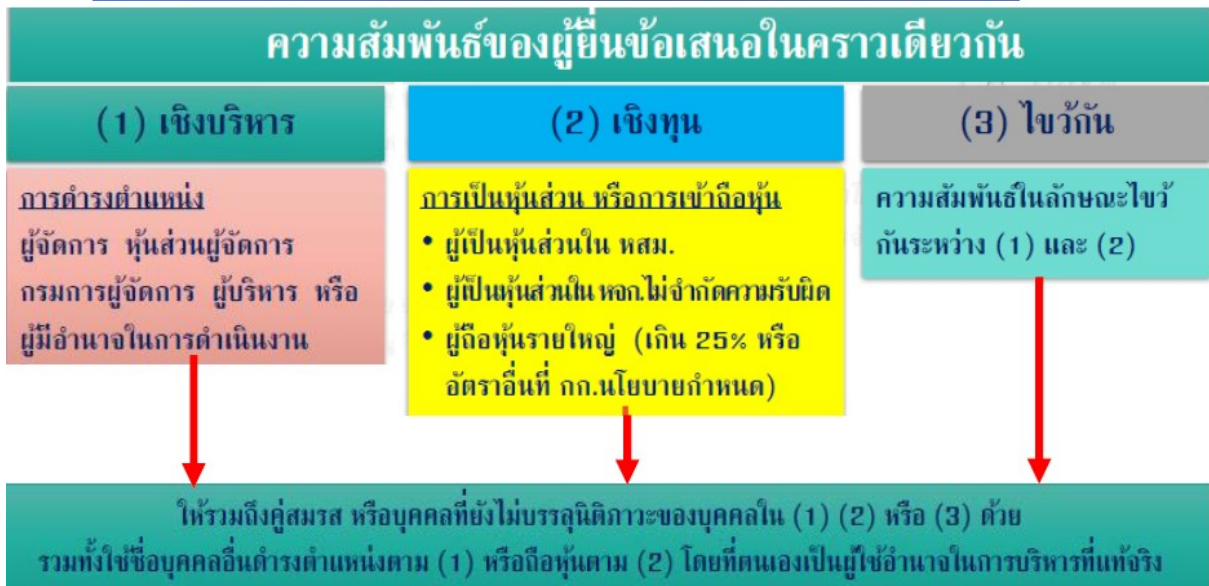 ความสัมพันธ์ของผู้ยื่นข้อเสนอในคราวเดียวกัน
(1) เชิงบริหาร
การดำรงตำแหน่ง
ผู้จัดการ หุ้นส่วนผู้จัดการ
กรมการผู้จัดการ ผู้บริหาร หรือ
ผู้มีอำนาจในการดำเนินงาน
(2) เชิงทุน
การเป็นหุ้นส่วน หรือการเข้าถือหุ้น
• ผู้เป็นหุ้นส่วนใน หสม.
• ผู้เป็นหุ้นส่วนใน หจก.ไม่จำกัดความรับผิด
• ผู้ถือหุ้นรายใหญ่ (เกิน 25% หรือ
อัตราอื่นที่ กก.นโยบายกำหนด)
(3) ไขว้กัน
ความสัมพันธ์ในลักษณะไขว้
กันระหว่าง (1) และ (2)
ให้รวมถึงคู่สมรส หรือบุคคลที่ยังไม่บรรลุนิติภาวะของบุคคลใน (1) (2) หรือ (3) ด้วย
รวมทั้งใช้ชื่อบุคคลอื่นดำรงตำแหน่งตาม (1) หรือถือหุ้นตาม (2) โดยที่ตนเองเป็นผู้ใช้อำนาจในการบริหารที่แท้จริง